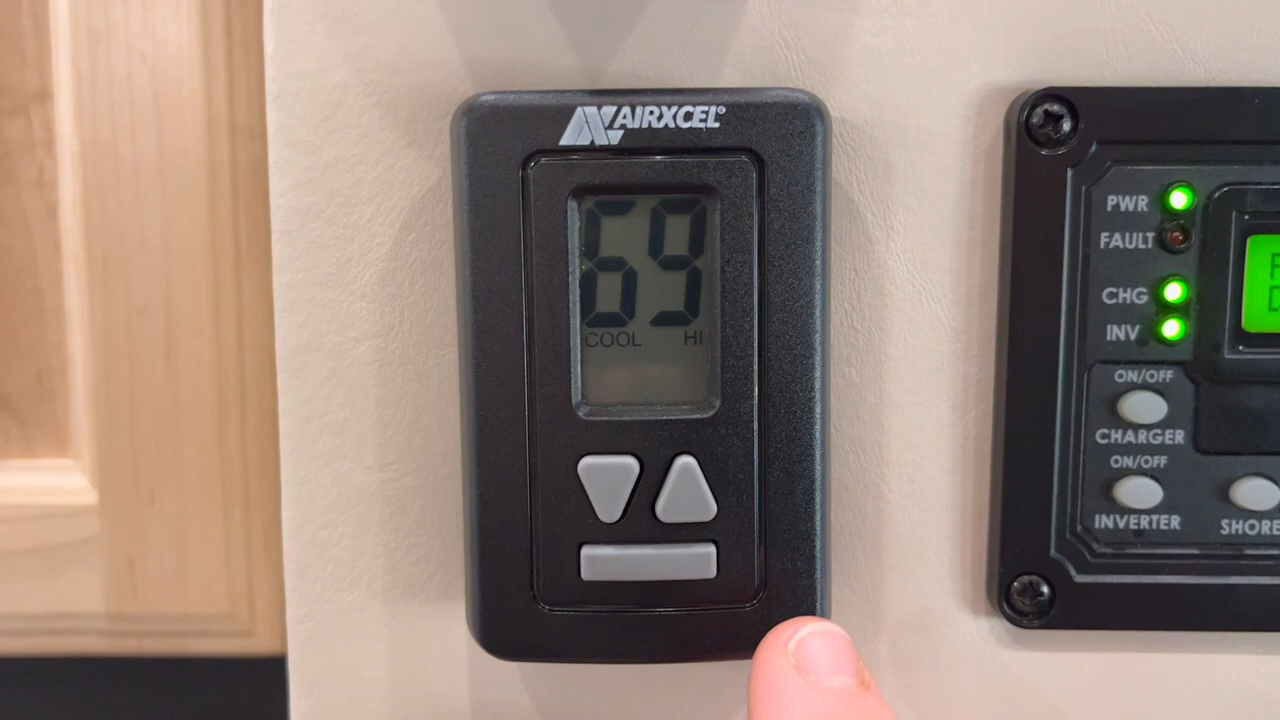 AIRXCEL®
69
COOL HI
PWR
FAULT
CHG
INV
ON/OFF
CHARGER
ON/OFF
INVERTER
SHORE